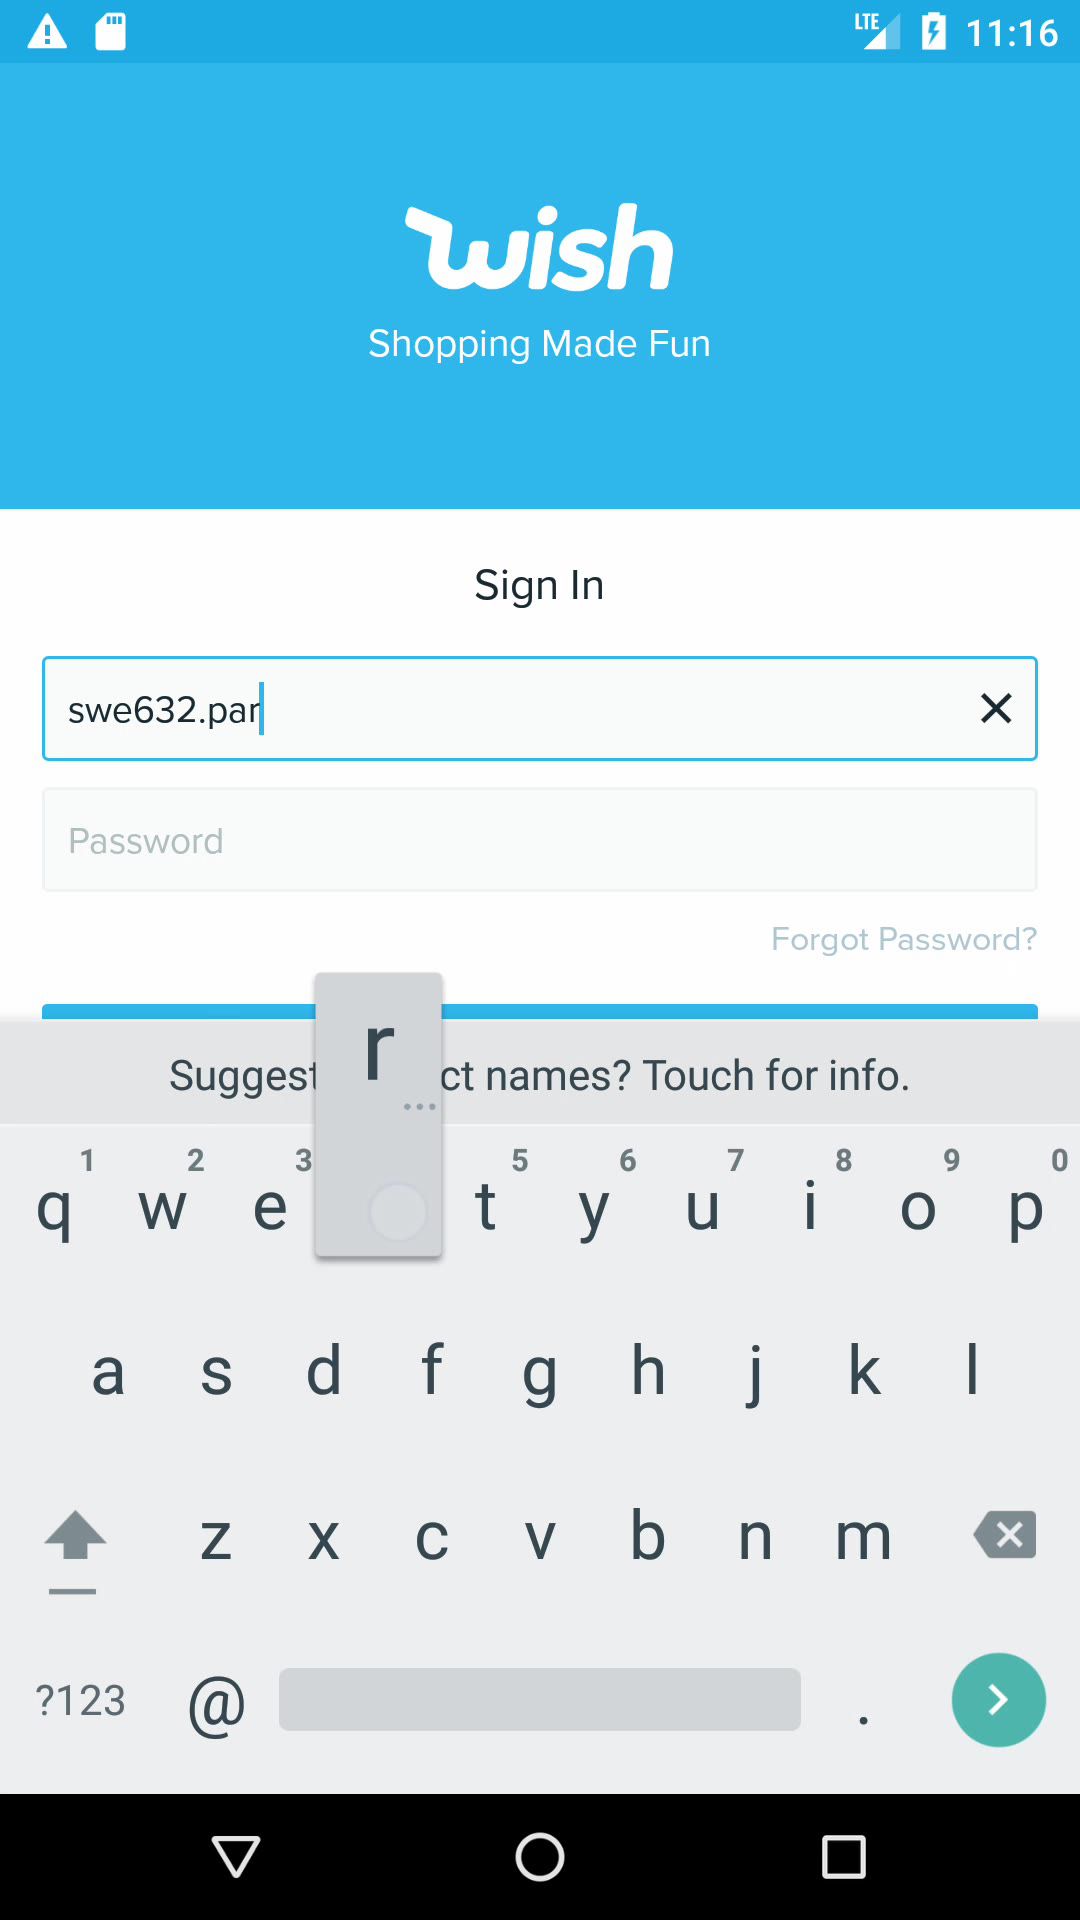 LTE 11:16
wish
Shopping Made Fun
Sign In
swe632.par
Password
Forgot Password?
r
Suggest ct names? Touch for info.
1 2 3 5 6 7 8 9 0
q w e t y u i o p
a s d f g h j k l
z x c v b n m
?123 @ .